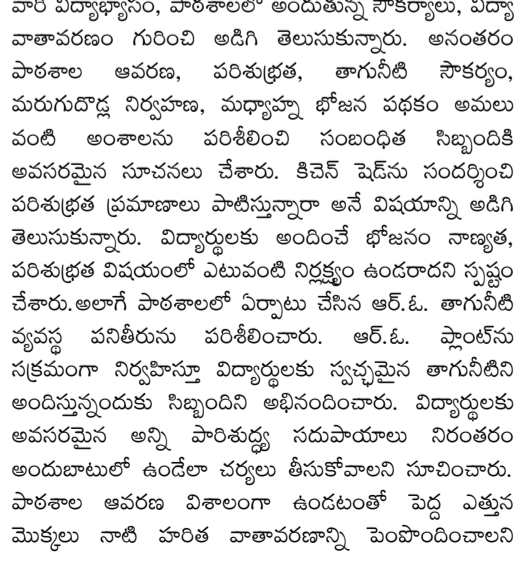 వారి విద్యాభ్యాసం, పాఠశాలలో అందుతున్న సౌకర్యాలు, విద్యా
వాతావరణం గురించి అడిగి తెలుసుకున్నారు. అనంతరం
పాఠశాల ఆవరణ, పరిశుభ్రత, తాగునీటి సౌకర్యం,
మరుగుదొడ్ల నిర్వహణ, మధ్యాహ్న భోజన పథకం అమలు
వంటి అంశాలను పరిశీలించి సంబంధిత సిబ్బందికి
అవసరమైన సూచనలు చేశారు. కిచెన్ షెడ్‌ను సందర్శించి
పరిశుభ్రత ప్రమాణాలు పాటిస్తున్నారా అనే విషయాన్ని అడిగి
తెలుసుకున్నారు. విద్యార్థులకు అందించే భోజనం నాణ్యత,
పరిశుభ్రత విషయంలో ఎటువంటి నిర్లక్ష్యం ఉండరాదని స్పష్టం
చేశారు.అలాగే పాఠశాలలో ఏర్పాటు చేసిన ఆర్.ఓ. తాగునీటి
వ్యవస్థ పనితీరును పరిశీలించారు. ఆర్.ఓ. ప్లాంట్‌ను
సక్రమంగా నిర్వహిస్తూ విద్యార్థులకు స్వచ్ఛమైన తాగునీటిని
అందిస్తున్నందుకు సిబ్బందిని అభినందించారు. విద్యార్థులకు
అవసరమైన అన్ని పారిశుద్ధ్య సదుపాయాలు నిరంతరం
అందుబాటులో ఉండేలా చర్యలు తీసుకోవాలని సూచించారు.
పాఠశాల ఆవరణ విశాలంగా ఉండటంతో పెద్ద ఎత్తున
మొక్కలు నాటి హరిత వాతావరణాన్ని పెంపొందించాలని